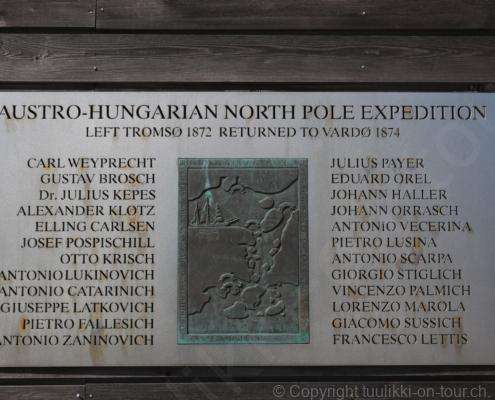 AUSTRO-HUNGARIAN NORTH POLE EXPEDITION
LEFT TROMSØ 1872 RETURNED TO VARDØ 1874
CARL WEYPRECHT
GUSTAV BROSCH
Dr. JULIUS KEPES
ALEXANDER KLOTZ
ELLING CARLSEN
JOSEF POSPISCHILL
OTTO KRISCH
ANTONIO LUKINOVICH
ANTONIO CATARINICH
GIUSEPPE LATKOVICH
PIETRO FALLESICH
ANTONIO ZANINOVICH
JULIUS PAYER
EDUARD OREL
JOHANN HALLER
JOHANN ORRASCH
ANTONIO VECERINA
PIETRO LUSINA
ANTONIO SCARPA
GIORGIO STIGLICH
VINCENZO PALMICH
LORENZO MAROLA
GIACOMO SUSSICH
FRANCESCO LETTIS
© Copyright tuulikki-on-tour.ch